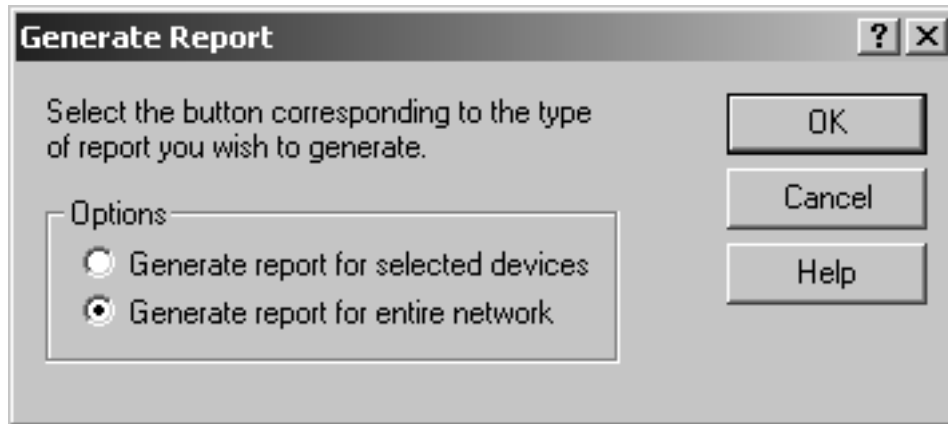 Generate Report
Select the button corresponding to the type
of report you wish to generate.
OK
Cancel
Help
Options
Generate report for selected devices
Generate report for entire network